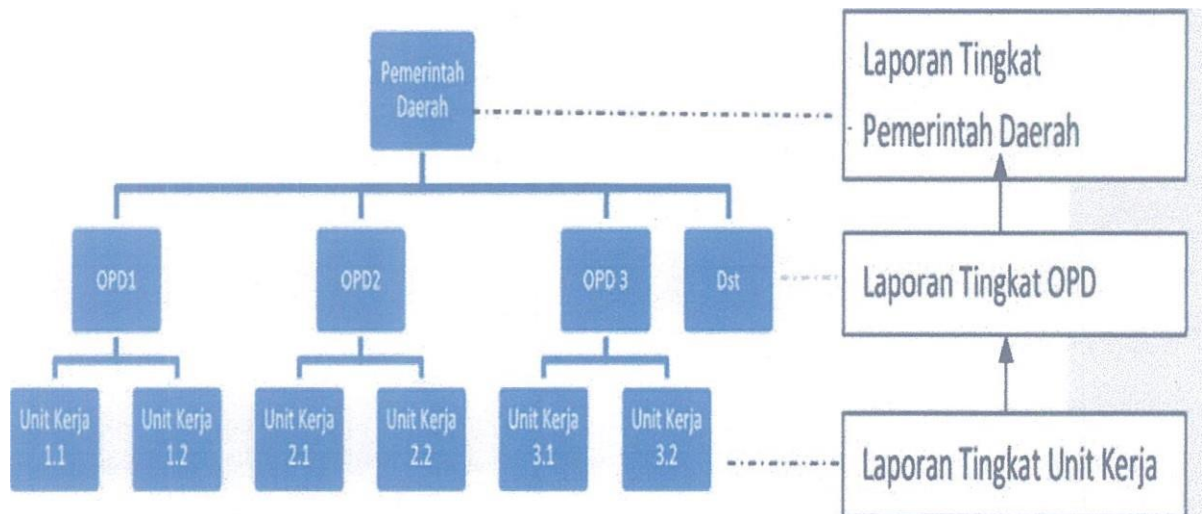 Pemerintah
Daerah
Laporan Tingkat
Pemerintah Daerah
OPD1
OPD2
OPD 3
Dst
Laporan Tingkat OPD
Unit Kerja
1.1
Unit Kerja
1.2
Unit Kerja
2.1
Unit Kerja
2.2
Unit Kerja
3.1
Unit Kerja
3.2
Laporan Tingkat Unit Kerja